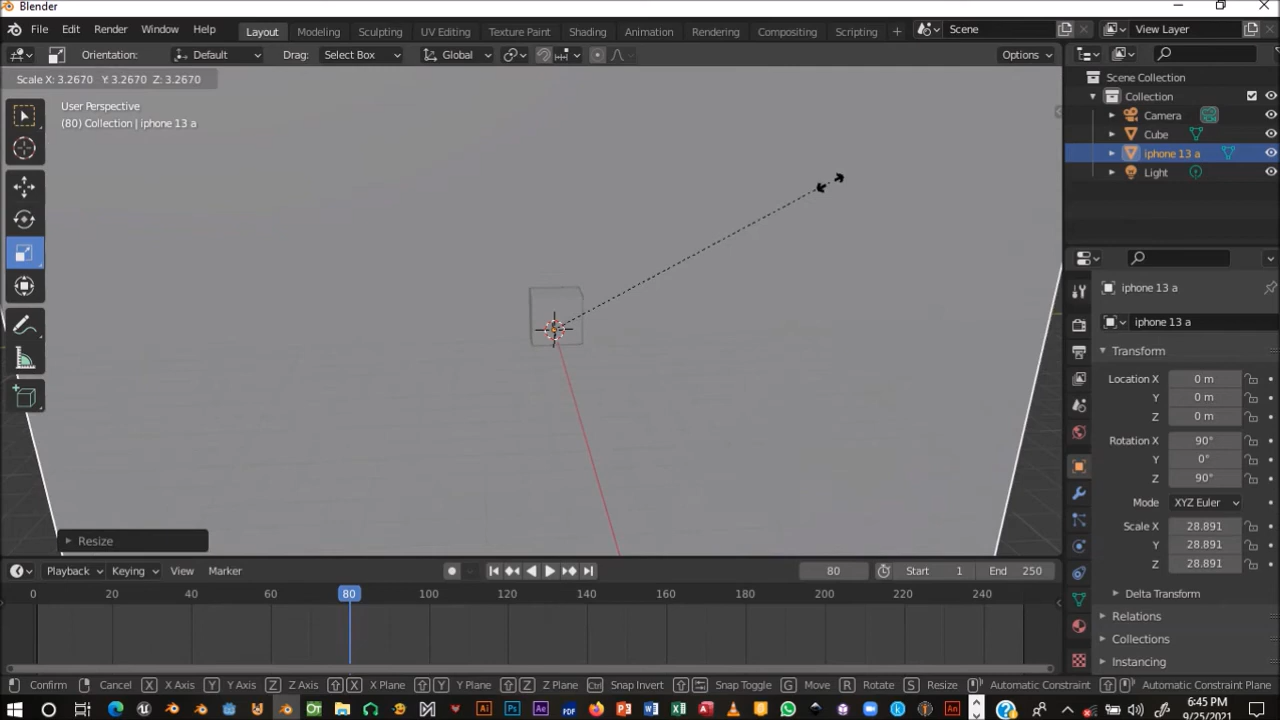 Blender
File Edit Render Window Help Layout Modeling Sculpting UV Editing Texture Paint Shading Animation Rendering Compositing Scripting + Scene View Layer
Orientation: Default Drag: Select Box Global Options
Scale X: 3.2670 Y: 3.2670 Z: 3.2670
User Perspective
(80) Collection | iphone 13 a
Scene Collection
Collection
Camera
Cube
iphone 13 a
Light
iphone 13 a
iphone 13 a
Transform
Location X 0 m
Y 0 m
Z 0 m
Rotation X 90°
Y 0°
Z 90°
Mode XYZ Euler
Scale X 28.891
Y 28.891
Z 28.891
Delta Transform
Relations
Collections
Instancing
Resize
Playback Keying View Marker 80 Start 1 End 250
0 20 40 60 80 100 120 140 160 180 200 220 240
Confirm Cancel X X Axis Y Y Axis Z Z Axis X X Plane Y Y Plane Z Z Plane Ctrl Snap Invert Snap Toggle G Move R Rotate S Resize Automatic Constraint Automatic Constraint Plane
6:45 PM
9/25/2021